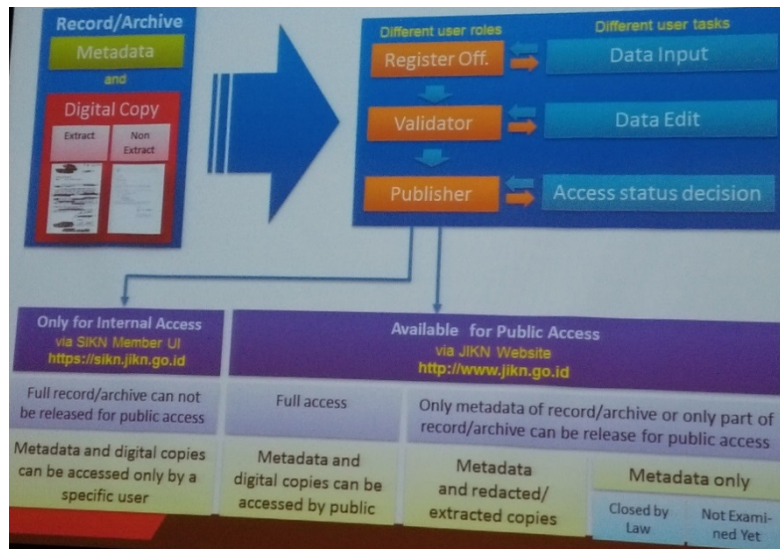 Record/Archive
Metadata
and
Digital Copy
Extract
Non
Extract
Different user roles
Different user tasks
Register Off.
Data Input
Validator
Data Edit
Publisher
Access status decision
Only for Internal Access
via SIKN Member UI
https://sikn.jikn.go.id
Available for Public Access
via JIKN Website
http://www.jikn.go.id
Full record/archive can not
be released for public access
Full access
Only metadata of record/archive or only part of
record/archive can be release for public access
Metadata and digital copies
can be accessed only by a
specific user
Metadata and
digital copies can be
accessed by public
Metadata
and redacted/
extracted copies
Metadata only
Closed by
Law
Not Exami-
ned Yet